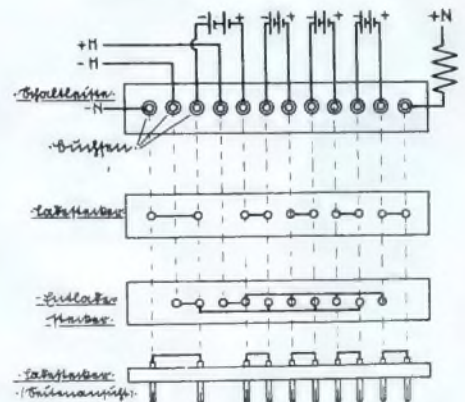 - + - + - + - + +N
+H
-H
Schaltleiste
-N
Buchsen
Ladestecker
Entlade-
stecker
Ladestecker
(Seitenansicht)